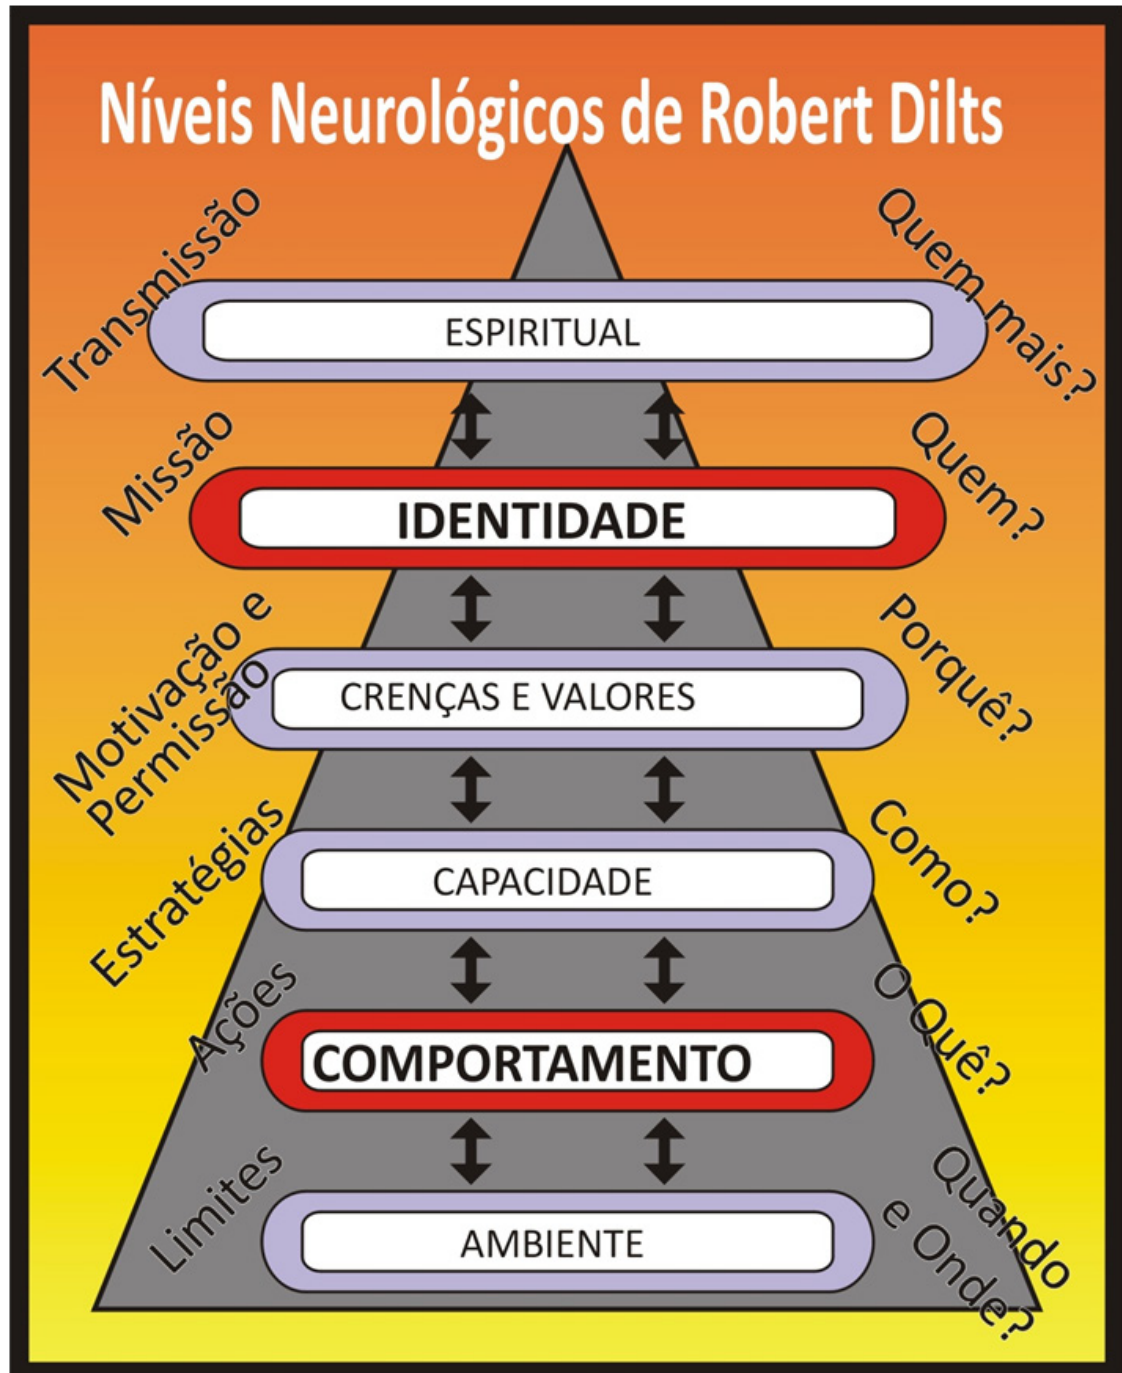 Níveis Neurológicos de Robert Dilts
Transmissão
ESPIRITUAL
Quem mais?
Missão
IDENTIDADE
Quem?
Motivação e
Permissão
CRENÇAS E VALORES
Porquê?
Estratégias
CAPACIDADE
Como?
Ações
COMPORTAMENTO
O Quê?
Limites
AMBIENTE
Quando
e Onde?